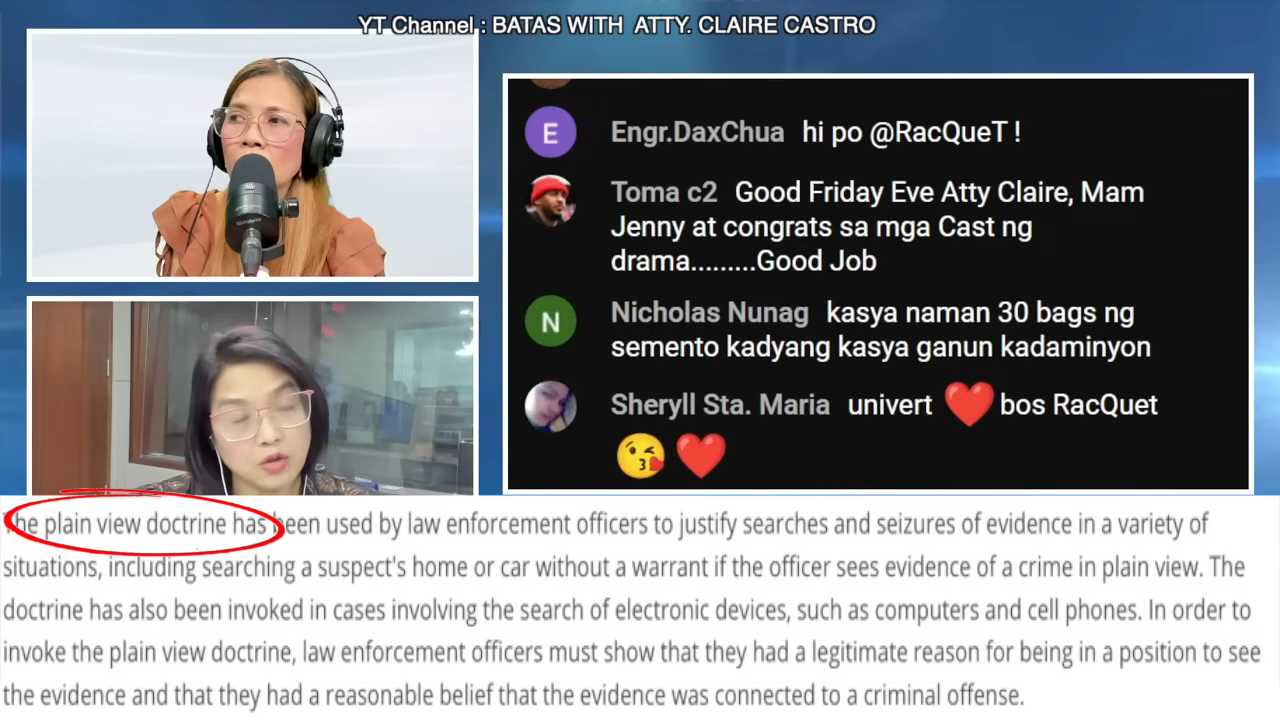 YT Channel : BATAS WITH ATTY. CLAIRE CASTRO
E
Engr.DaxChua hi po @RacQueT !
Toma c2 Good Friday Eve Atty Claire, Mam
Jenny at congrats sa mga Cast ng
drama.........Good Job
N
Nicholas Nunag kasya naman 30 bags ng
semento kadyang kasya ganun kadaminyon
Sheryll Sta. Maria univert ❤️ bos RacQuet
😘 ❤️
The plain view doctrine has been used by law enforcement officers to justify searches and seizures of evidence in a variety of
situations, including searching a suspect's home or car without a warrant if the officer sees evidence of a crime in plain view. The
doctrine has also been invoked in cases involving the search of electronic devices, such as computers and cell phones. In order to
invoke the plain view doctrine, law enforcement officers must show that they had a legitimate reason for being in a position to see
the evidence and that they had a reasonable belief that the evidence was connected to a criminal offense.